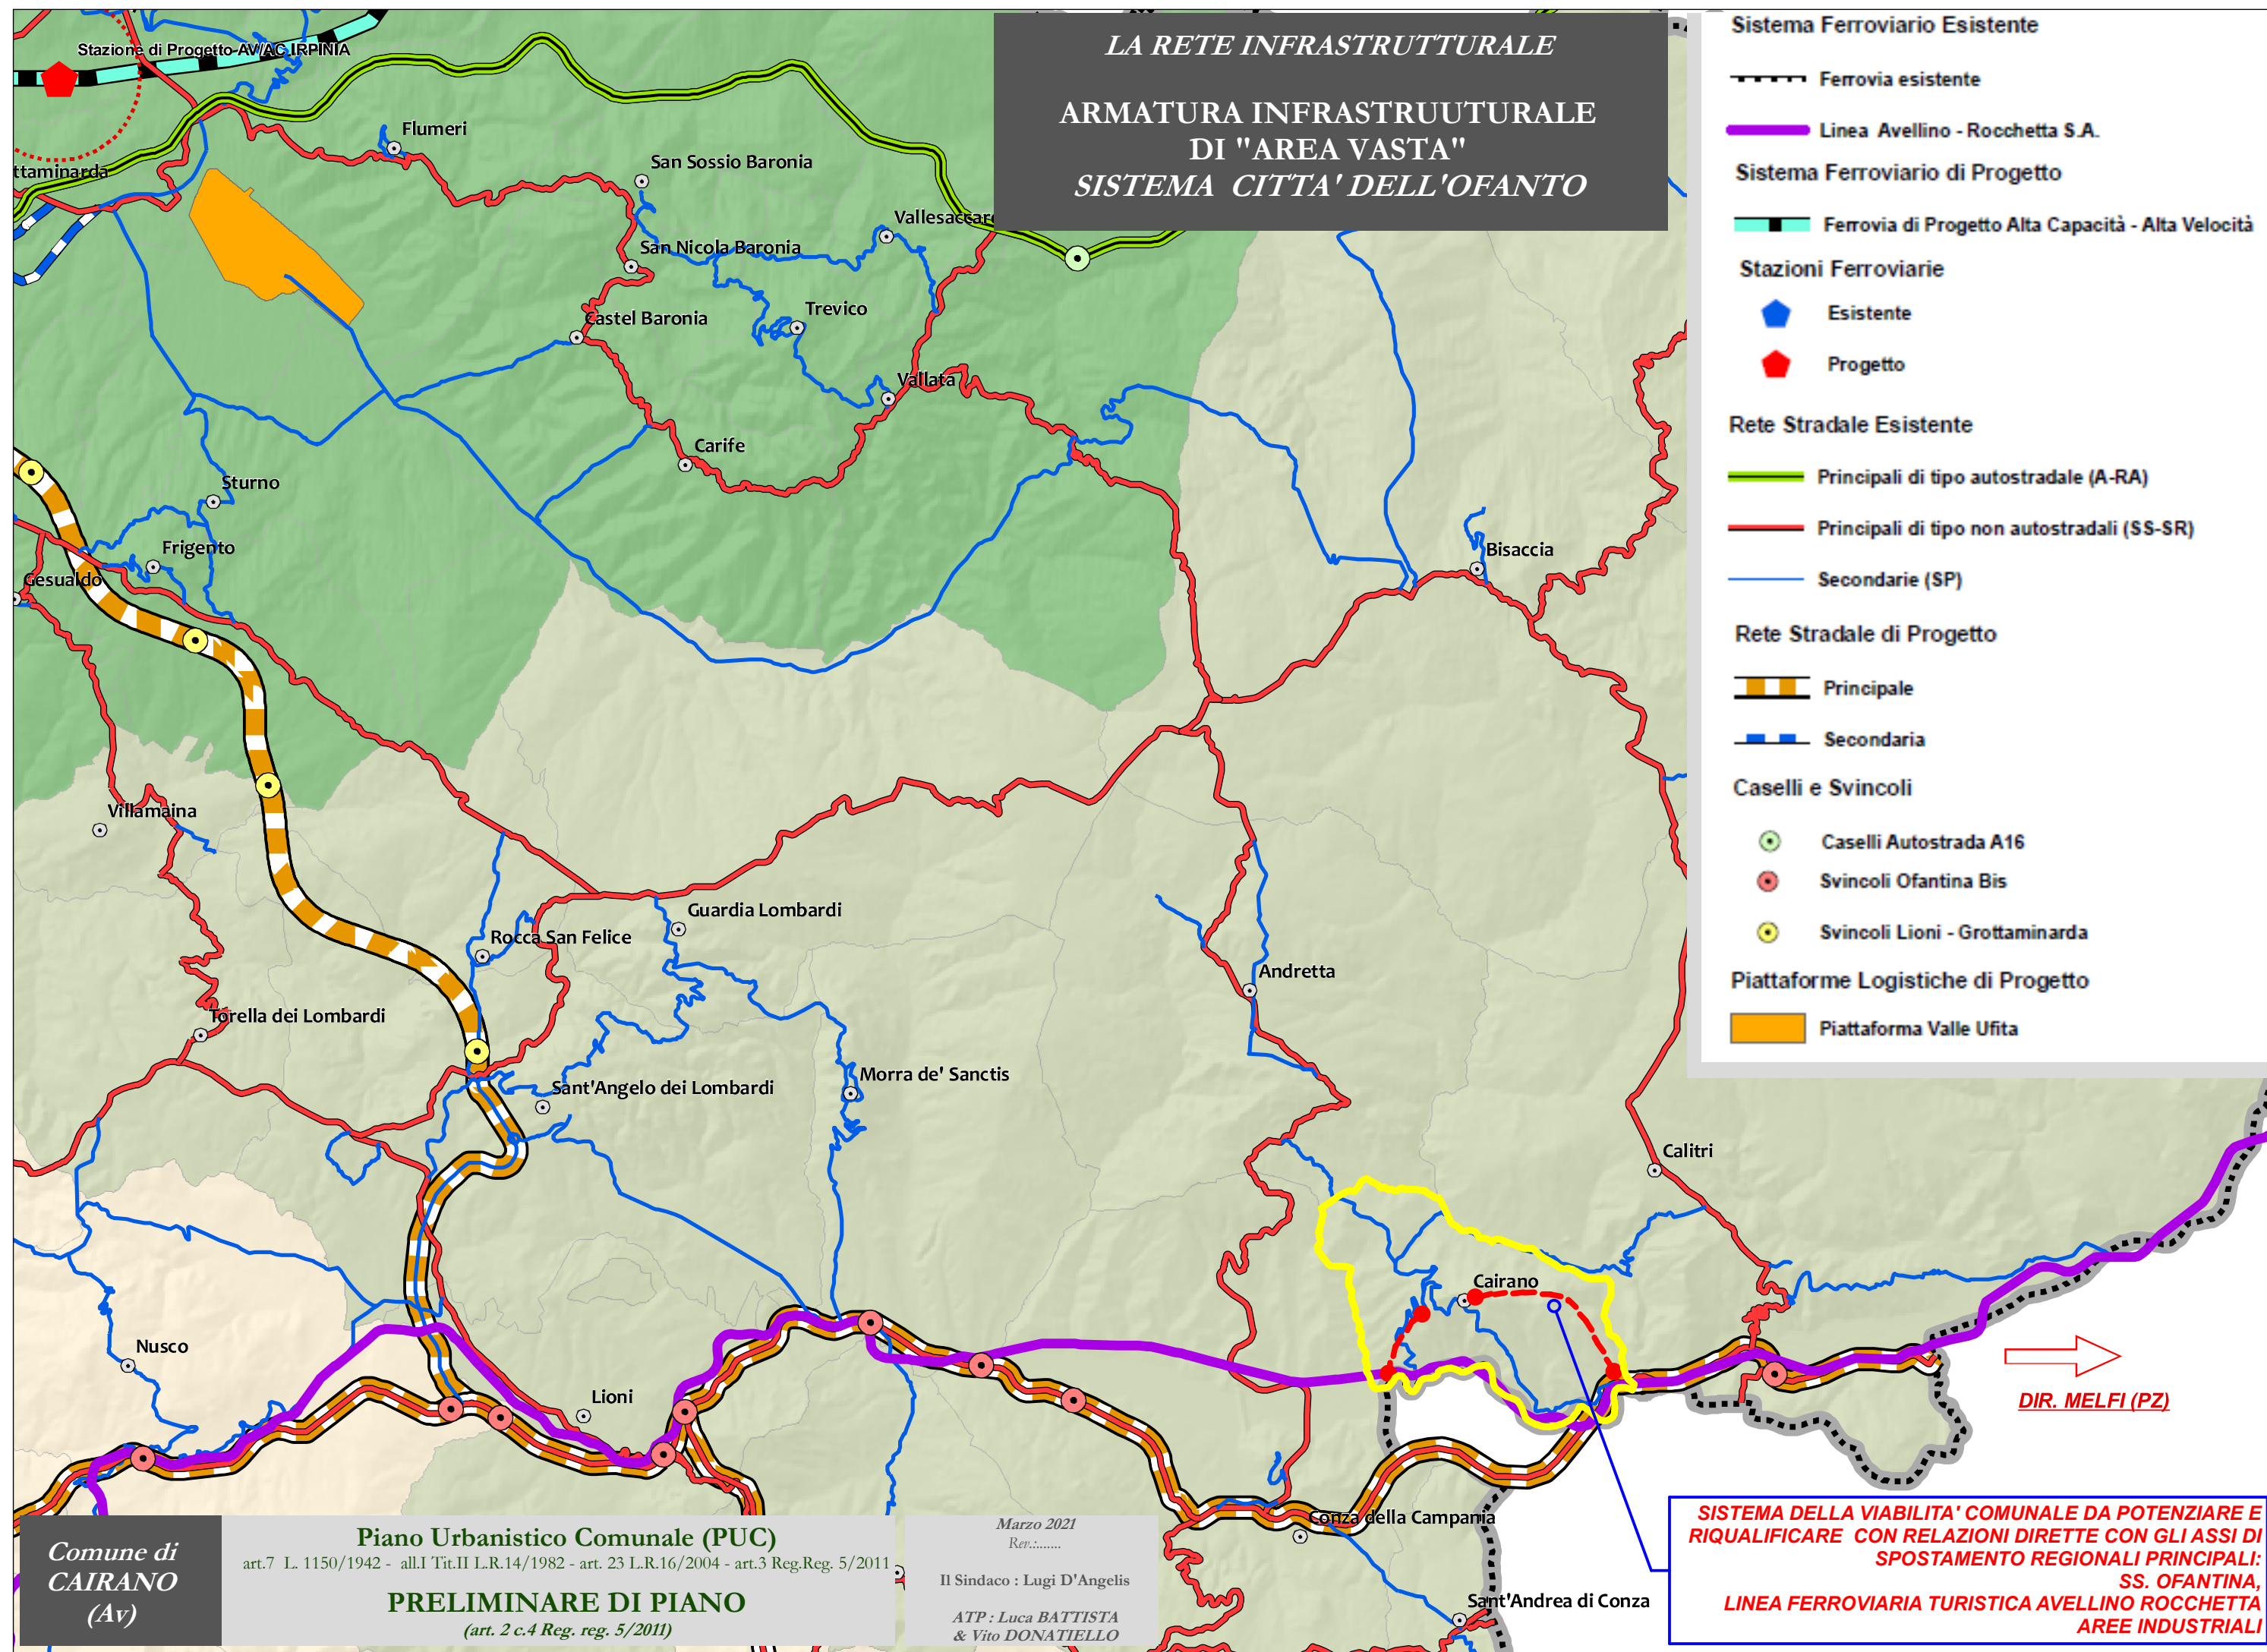 LA RETE INFRASTRUTTURALE
ARMATURA INFRASTRUUTURALE
DI "AREA VASTA"
SISTEMA CITTA' DELL'OFANTO
Sistema Ferroviario Esistente
Ferrovia esistente
Linea Avellino - Rocchetta S.A.
Sistema Ferroviario di Progetto
Ferrovia di Progetto Alta Capacità - Alta Velocità
Stazioni Ferroviarie
Esistente
Progetto
Rete Stradale Esistente
Principali di tipo autostradale (A-RA)
Principali di tipo non autostradali (SS-SR)
Secondarie (SP)
Rete Stradale di Progetto
Principale
Secondaria
Caselli e Svincoli
Caselli Autostrada A16
Svincoli Ofantina Bis
Svincoli Lioni - Grottaminarda
Piattaforme Logistiche di Progetto
Piattaforma Valle Ufita
Stazione di Progetto AV/AC IRPINIA
Flumeri
San Sossio Baronia
ttaminarda
Vallesaccar
San Nicola Baronia
Trevico
Castel Baronia
Vallata
Carife
Sturno
Frigento
Bisaccia
Gesualdo
Villamaina
Guardia Lombardi
Rocca San Felice
Andretta
Torella dei Lombardi
Morra de' Sanctis
Sant'Angelo dei Lombardi
Calitri
Cairano
Nusco
Lioni
DIR. MELFI (PZ)
Conza della Campania
Sant'Andrea di Conza
SISTEMA DELLA VIABILITA' COMUNALE DA POTENZIARE E
RIQUALIFICARE CON RELAZIONI DIRETTE CON GLI ASSI DI
SPOSTAMENTO REGIONALI PRINCIPALI:
SS. OFANTINA,
LINEA FERROVIARIA TURISTICA AVELLINO ROCCHETTA
AREE INDUSTRIALI
Comune di
CAIRANO
(Av)
Piano Urbanistico Comunale (PUC)
art.7 L. 1150/1942 - all.I Tit.II L.R.14/1982 - art. 23 L.R.16/2004 - art.3 Reg.Reg. 5/2011
PRELIMINARE DI PIANO
(art. 2 c.4 Reg. reg. 5/2011)
Marzo 2021
Rev.:.......
Il Sindaco : Lugi D'Angelis
ATP : Luca BATTISTA
& Vito DONATIELLO